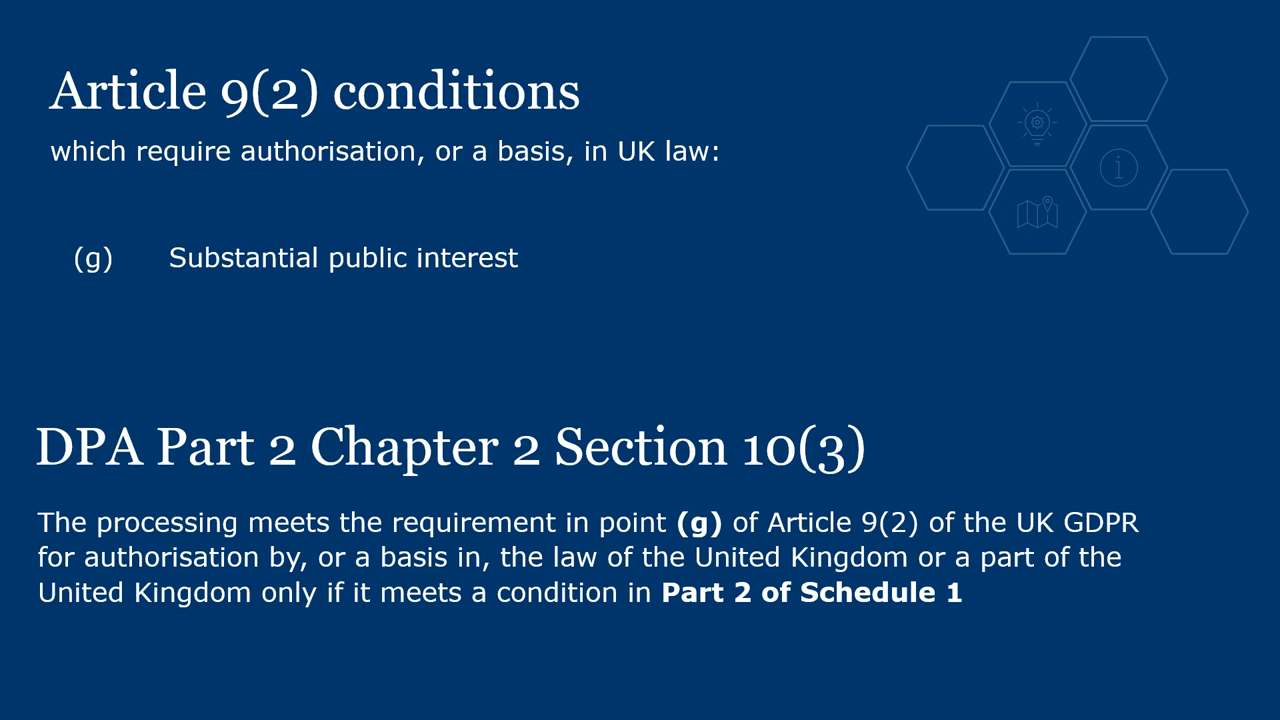 Article 9(2) conditions
which require authorisation, or a basis, in UK law:
(g) Substantial public interest
DPA Part 2 Chapter 2 Section 10(3)
The processing meets the requirement in point (g) of Article 9(2) of the UK GDPR
for authorisation by, or a basis in, the law of the United Kingdom or a part of the
United Kingdom only if it meets a condition in Part 2 of Schedule 1